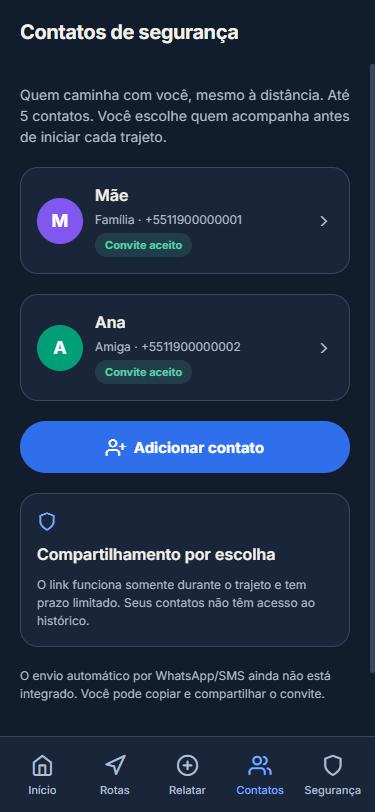 Contatos de segurança
Quem caminha com você, mesmo à distância. Até
5 contatos. Você escolhe quem acompanha antes
de iniciar cada trajeto.
M
Mãe
Família · +5511900000001
Convite aceito
A
Ana
Amiga · +5511900000002
Convite aceito
Adicionar contato
Compartilhamento por escolha
O link funciona somente durante o trajeto e tem
prazo limitado. Seus contatos não têm acesso ao
histórico.
O envio automático por WhatsApp/SMS ainda não está
integrado. Você pode copiar e compartilhar o convite.
Início
Rotas
Relatar
Contatos
Segurança